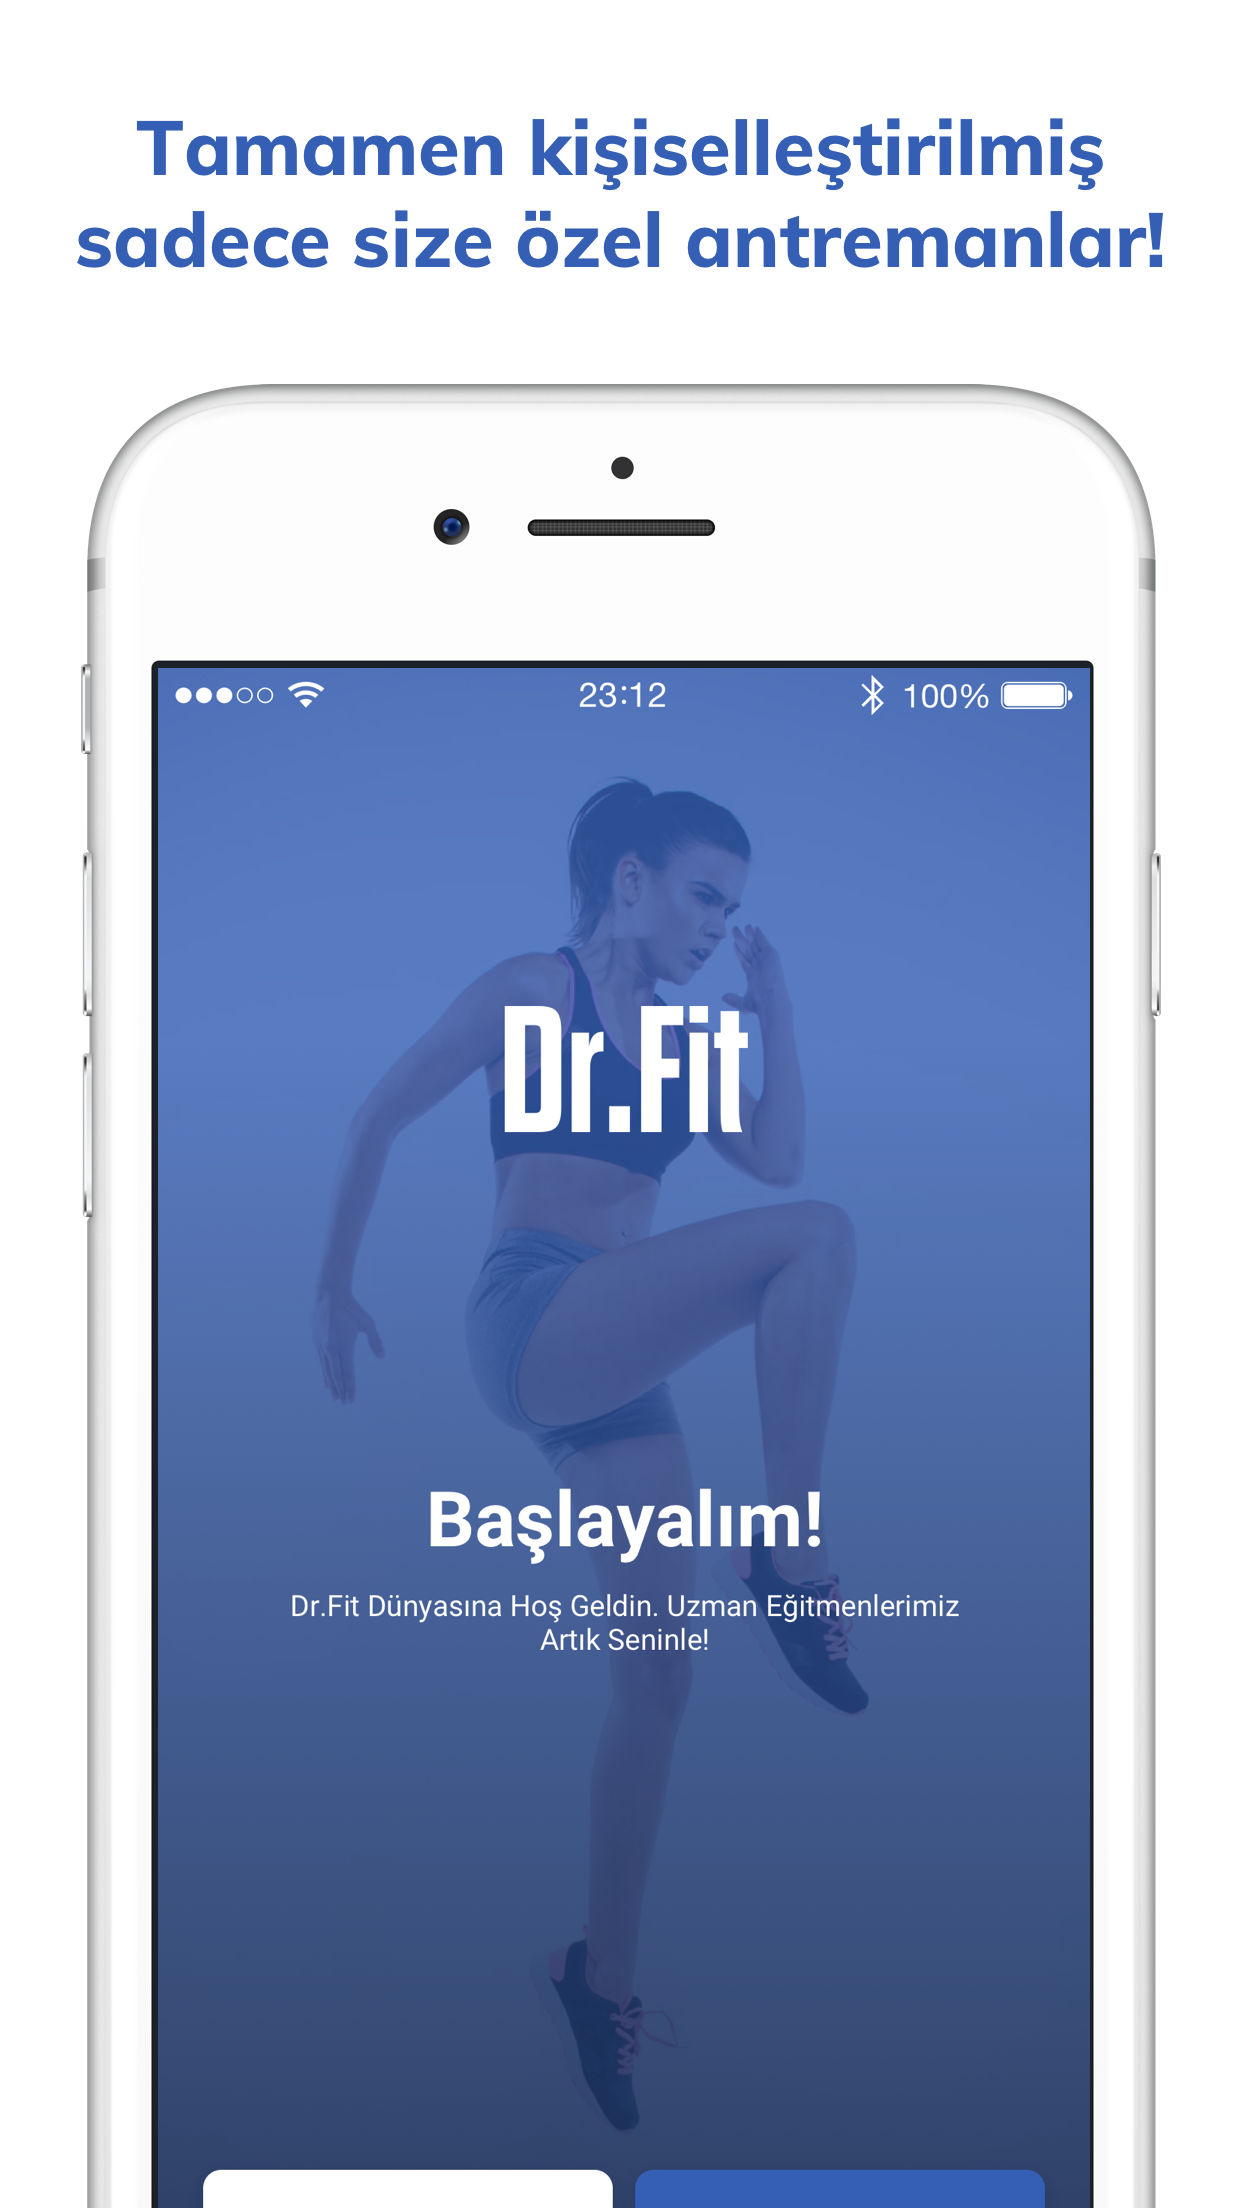 Tamamen kişiselleştirilmiş
sadece size özel antremanlar!
23:12
100%
Dr.Fit
Başlayalım!
Dr.Fit Dünyasına Hoş Geldin. Uzman Eğitmenlerimiz
Artık Seninle!